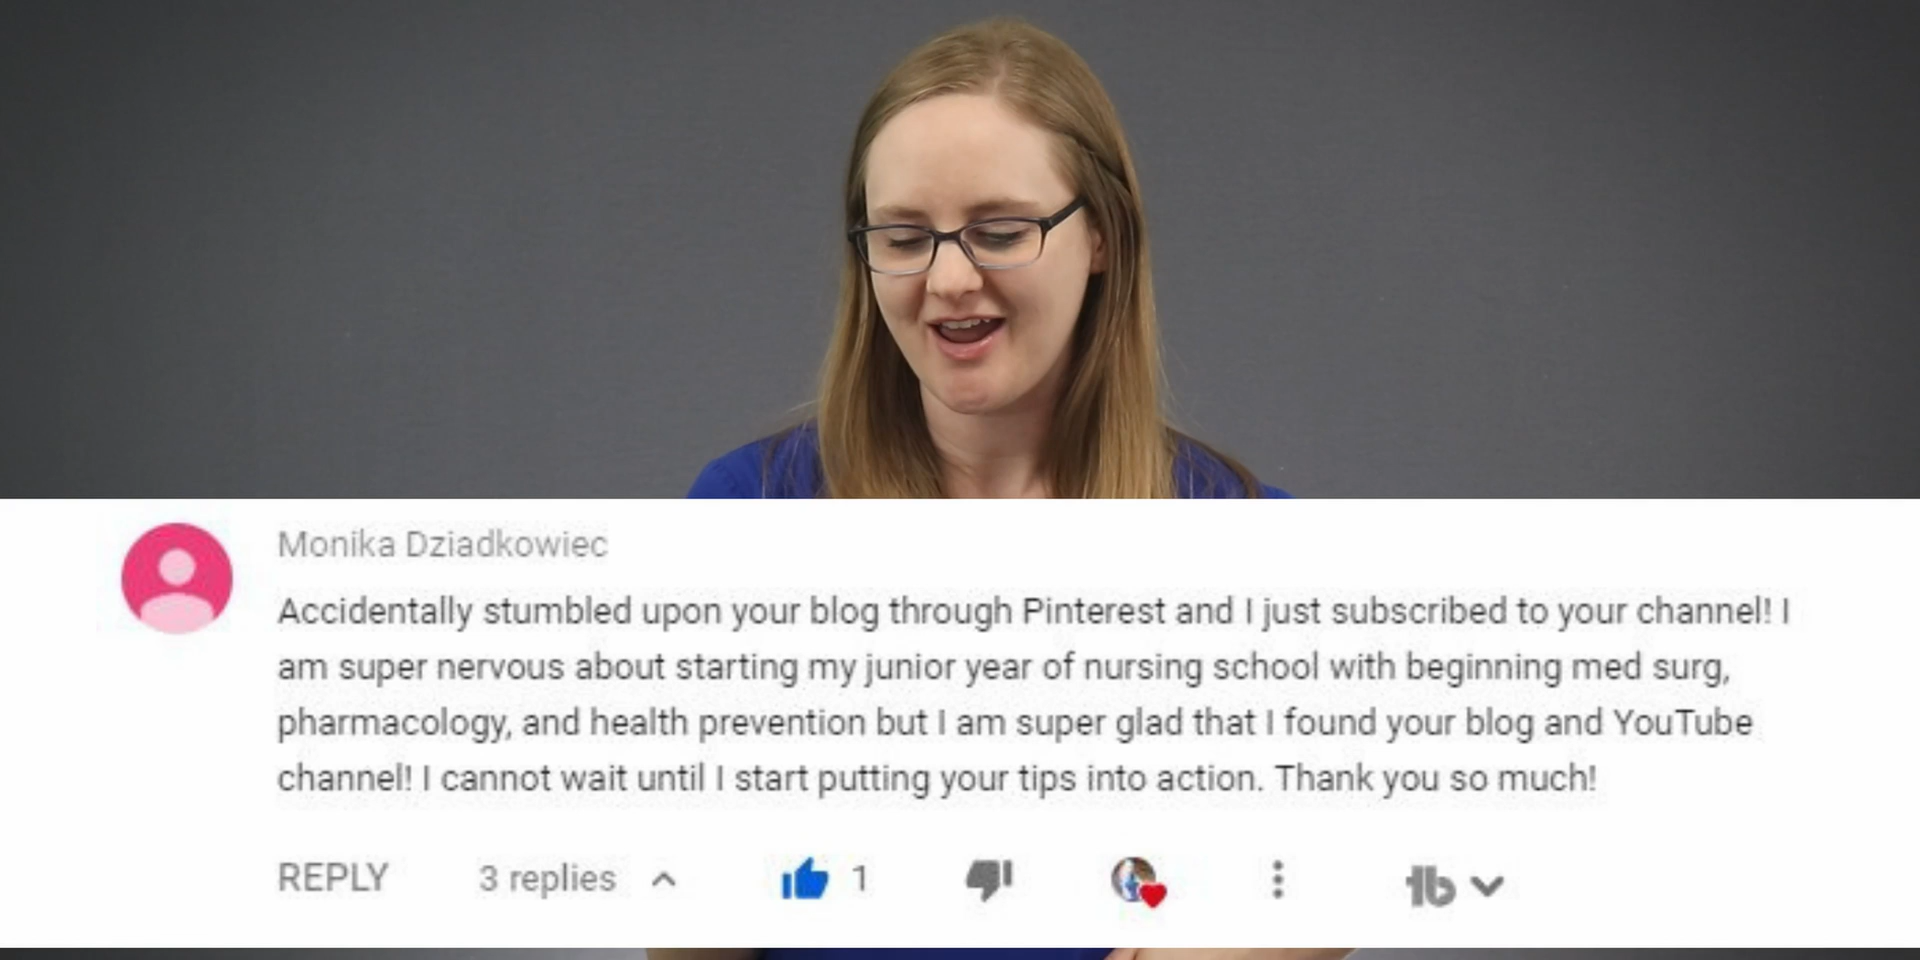 Monika Dziadkowiec
Accidentally stumbled upon your blog through Pinterest and I just subscribed to your channel! I
am super nervous about starting my junior year of nursing school with beginning med surg,
pharmacology, and health prevention but I am super glad that I found your blog and YouTube
channel! I cannot wait until I start putting your tips into action. Thank you so much!
REPLY 3 replies 1 tb